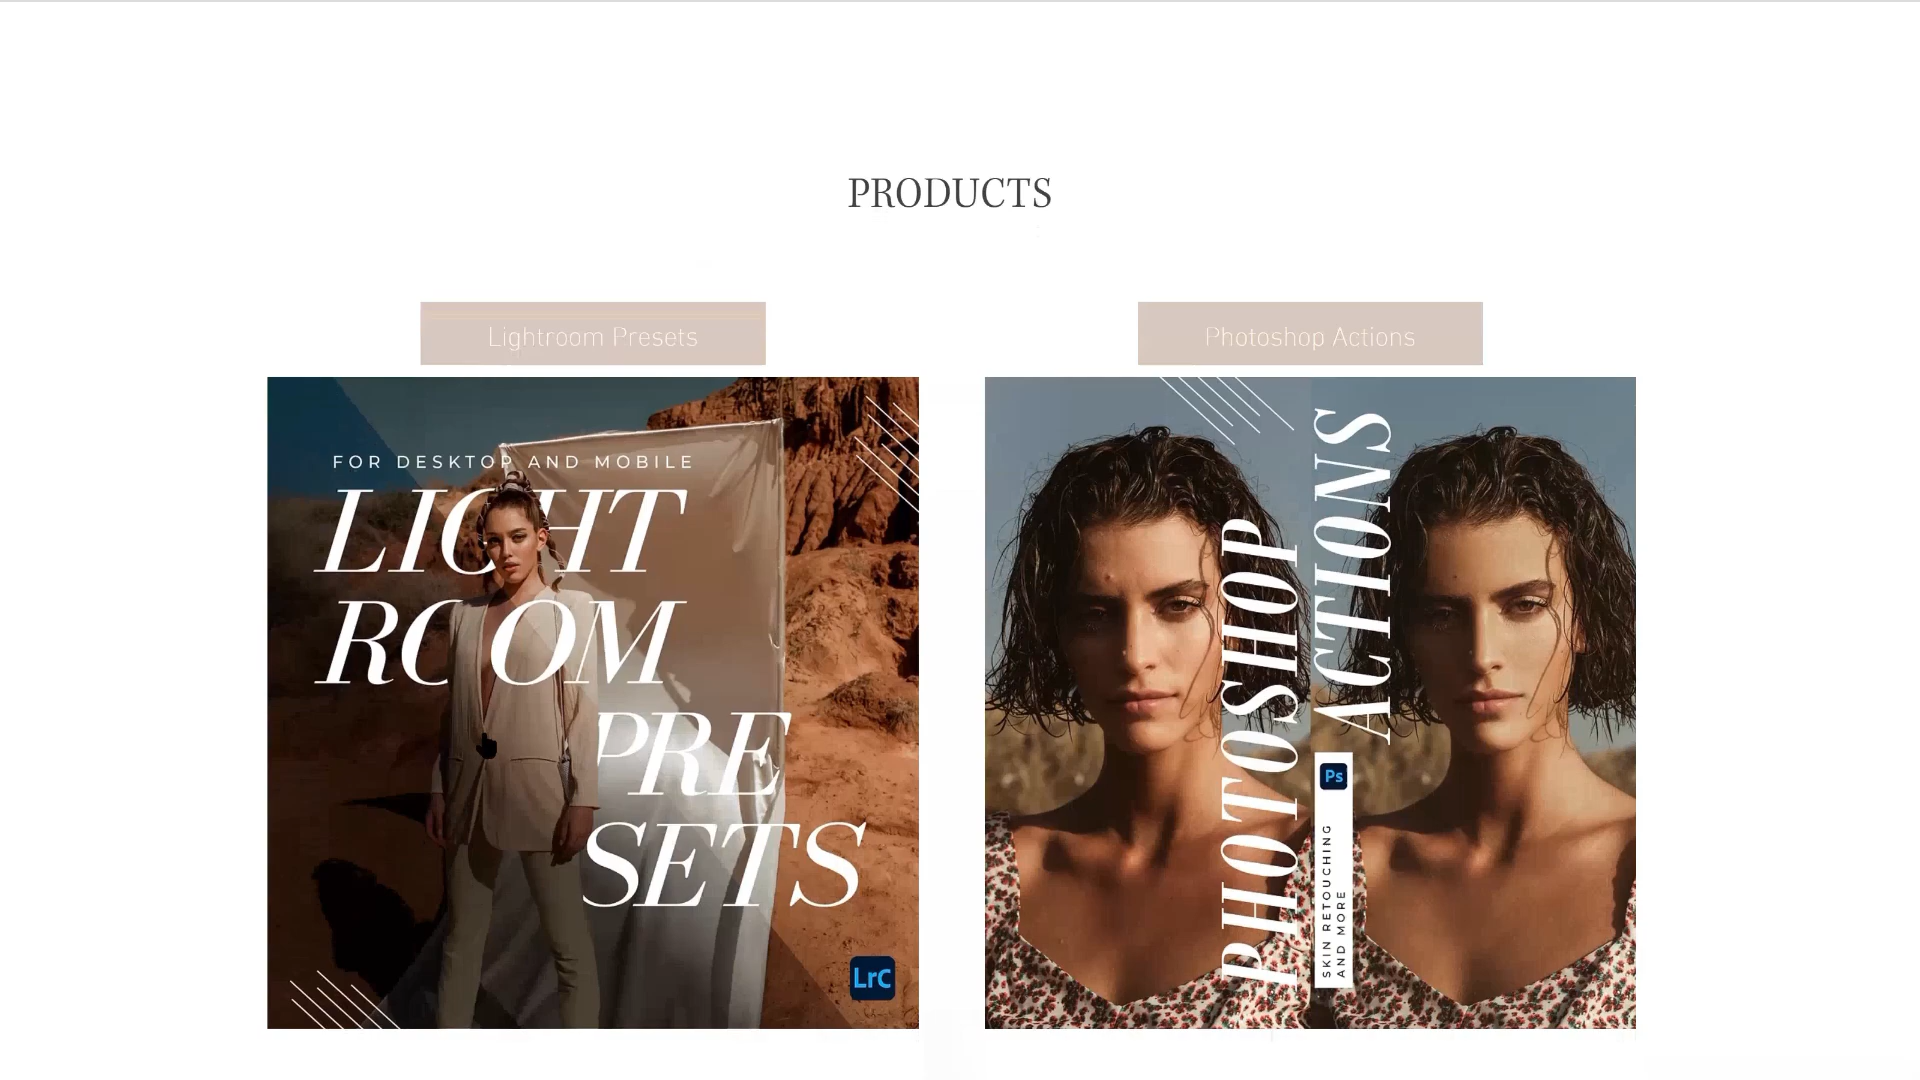 PRODUCTS
Lightroom Presets
FOR DESKTOP AND MOBILE
LIGHT
ROOM
PRE
SETS
LrC
Photoshop Actions
PHOTOSHOP
ACTIONS
Ps
SKIN RETOUCHING
AND MORE